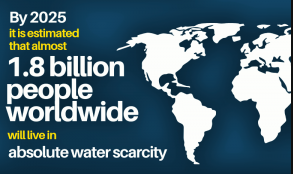 By 2025
it is estimated
that almost
1.8 billion
people
worldwide
will live in
absolute water scarcity